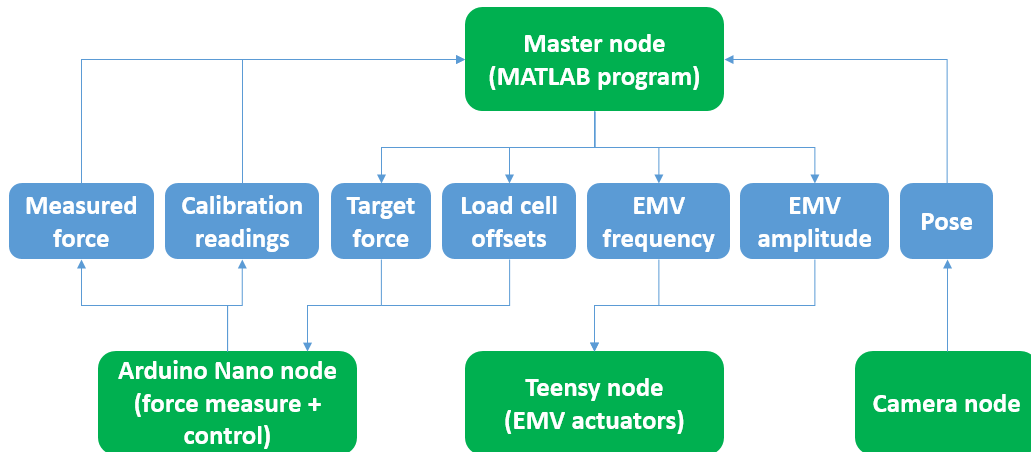 Master node
(MATLAB program)
Measured
force
Calibration
readings
Target
force
Load cell
offsets
EMV
frequency
EMV
amplitude
Pose
Arduino Nano node
(force measure +
control)
Teensy node
(EMV actuators)
Camera node